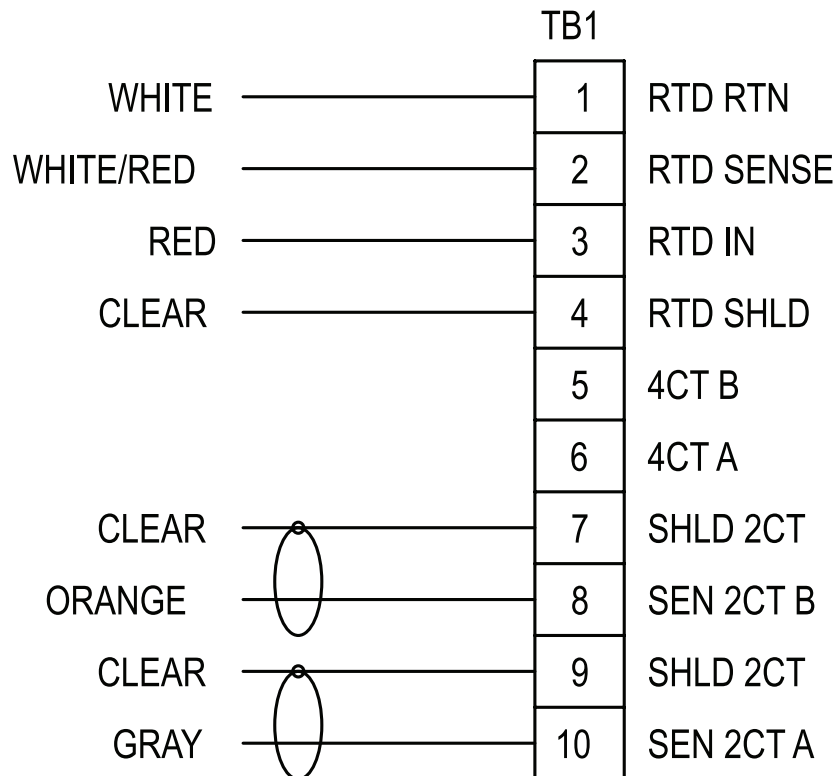 TB1
WHITE 1 RTD RTN
WHITE/RED 2 RTD SENSE
RED 3 RTD IN
CLEAR 4 RTD SHLD
5 4CT B
6 4CT A
CLEAR 7 SHLD 2CT
ORANGE 8 SEN 2CT B
CLEAR 9 SHLD 2CT
GRAY 10 SEN 2CT A